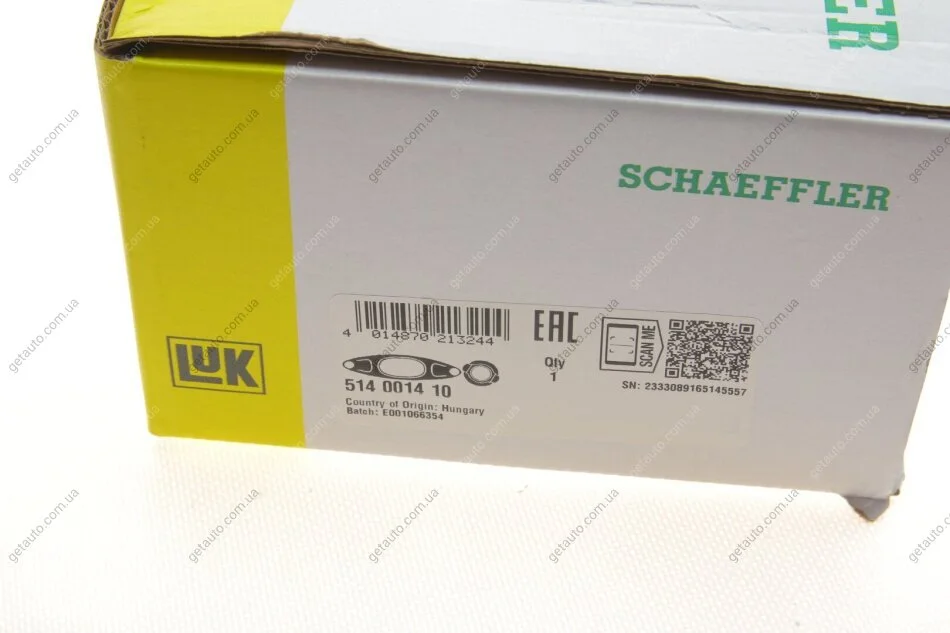 ER
SCHAEFFLER
LUK
4 014870 213244
EAC
Qty
1
SCAN ME
514 0014 10
SN: 2333089165145557
Country of Origin: Hungary
Batch: E001066354
getauto.com.ua